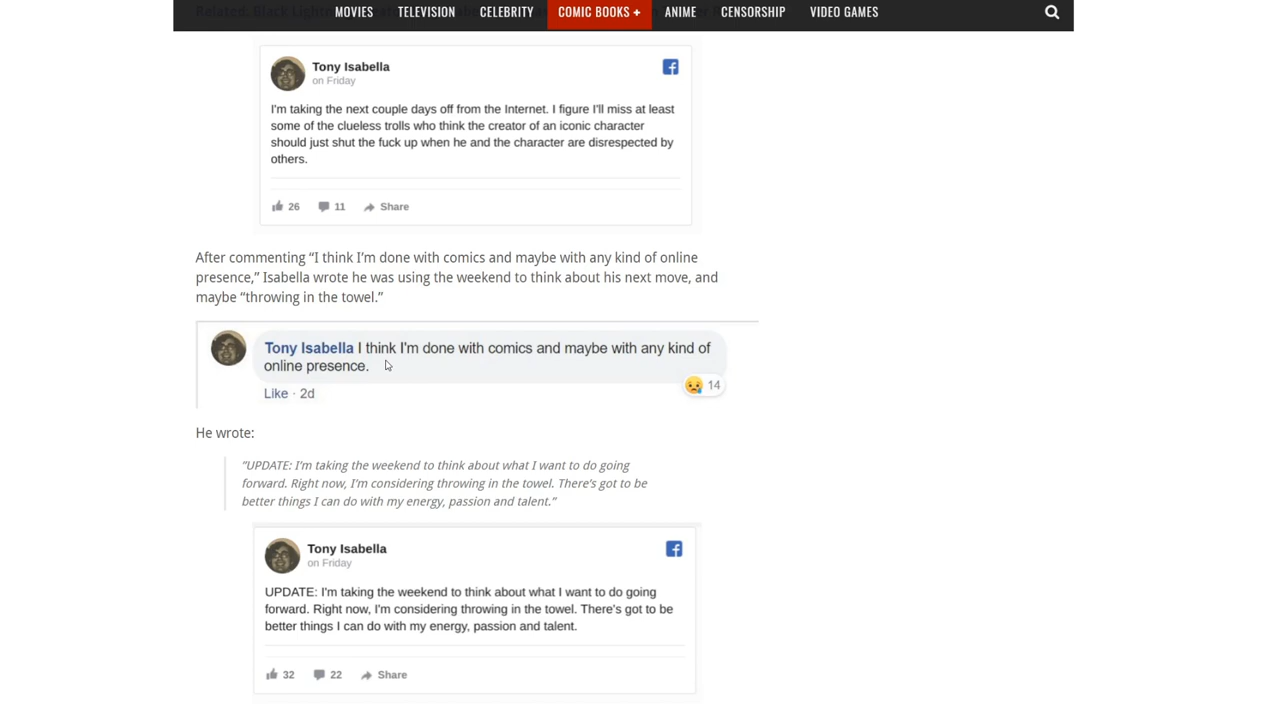 MOVIES TELEVISION CELEBRITY COMIC BOOKS + ANIME CENSORSHIP VIDEO GAMES
Tony Isabella
on Friday
I'm taking the next couple days off from the Internet. I figure I'll miss at least
some of the clueless trolls who think the creator of an iconic character
should just shut the fuck up when he and the character are disrespected by
others.
26 11 Share
After commenting “I think I’m done with comics and maybe with any kind of online
presence,” Isabella wrote he was using the weekend to think about his next move, and
maybe “throwing in the towel.”
Tony Isabella I think I'm done with comics and maybe with any kind of
online presence.
14
Like · 2d
He wrote:
“UPDATE: I’m taking the weekend to think about what I want to do going
forward. Right now, I’m considering throwing in the towel. There’s got to be
better things I can do with my energy, passion and talent.”
Tony Isabella
on Friday
UPDATE: I'm taking the weekend to think about what I want to do going
forward. Right now, I'm considering throwing in the towel. There's got to be
better things I can do with my energy, passion and talent.
32 22 Share